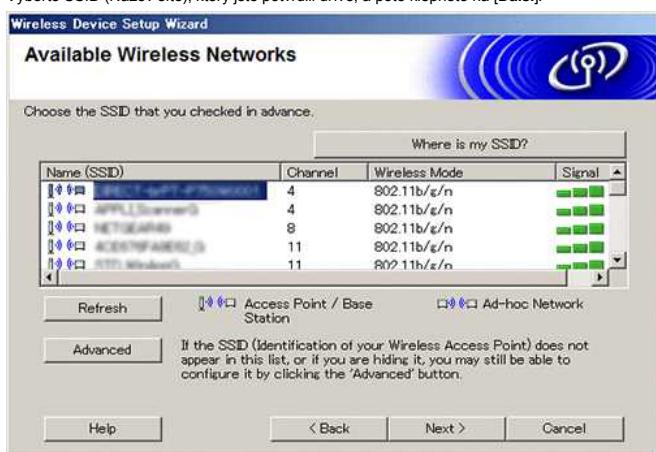 Wireless Device Setup Wizard
Available Wireless Networks
Choose the SSID that you checked in advance.
Where is my SSID?
Name (SSID) Channel Wireless Mode Signal
4 802.11b/g/n
4 802.11b/g/n
8 802.11b/g/n
11 802.11b/g/n
11 802.11b/g/n
Refresh
Access Point / Base Station
Ad-hoc Network
Advanced
If the SSID (Identification of your Wireless Access Point) does not
appear in this list, or if you are hiding it, you may still be able to
configure it by clicking the 'Advanced' button.
Help
< Back
Next >
Cancel